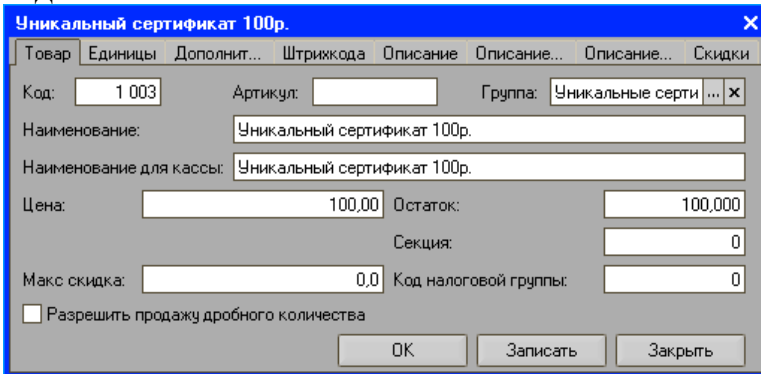 Уникальный сертификат 100р.
Товар Единицы Дополнит... Штрихкода Описание Описание... Описание... Скидки
Код: 1 003 Артикул: Группа: Уникальные серти ...
Наименование: Уникальный сертификат 100р.
Наименование для кассы: Уникальный сертификат 100р.
Цена: 100,00 Остаток: 100,000
Секция: 0
Макс скидка: 0,0 Код налоговой группы: 0
Разрешить продажу дробного количества
OK Записать Закрыть